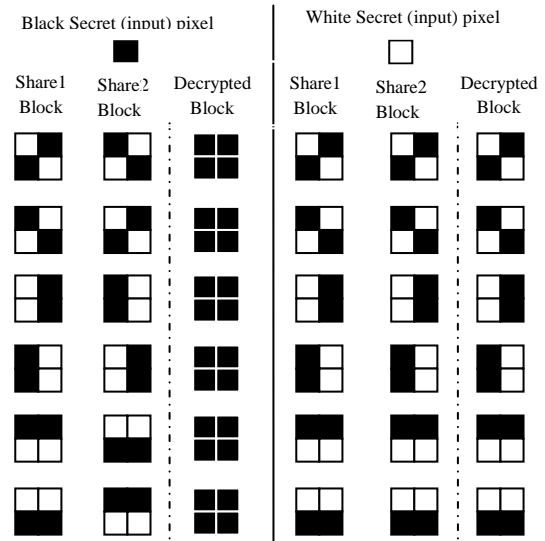 Black Secret (input) pixel
Share1 Share2 Decrypted
Block Block Block
White Secret (input) pixel
Share1 Share2 Decrypted
Block Block Block